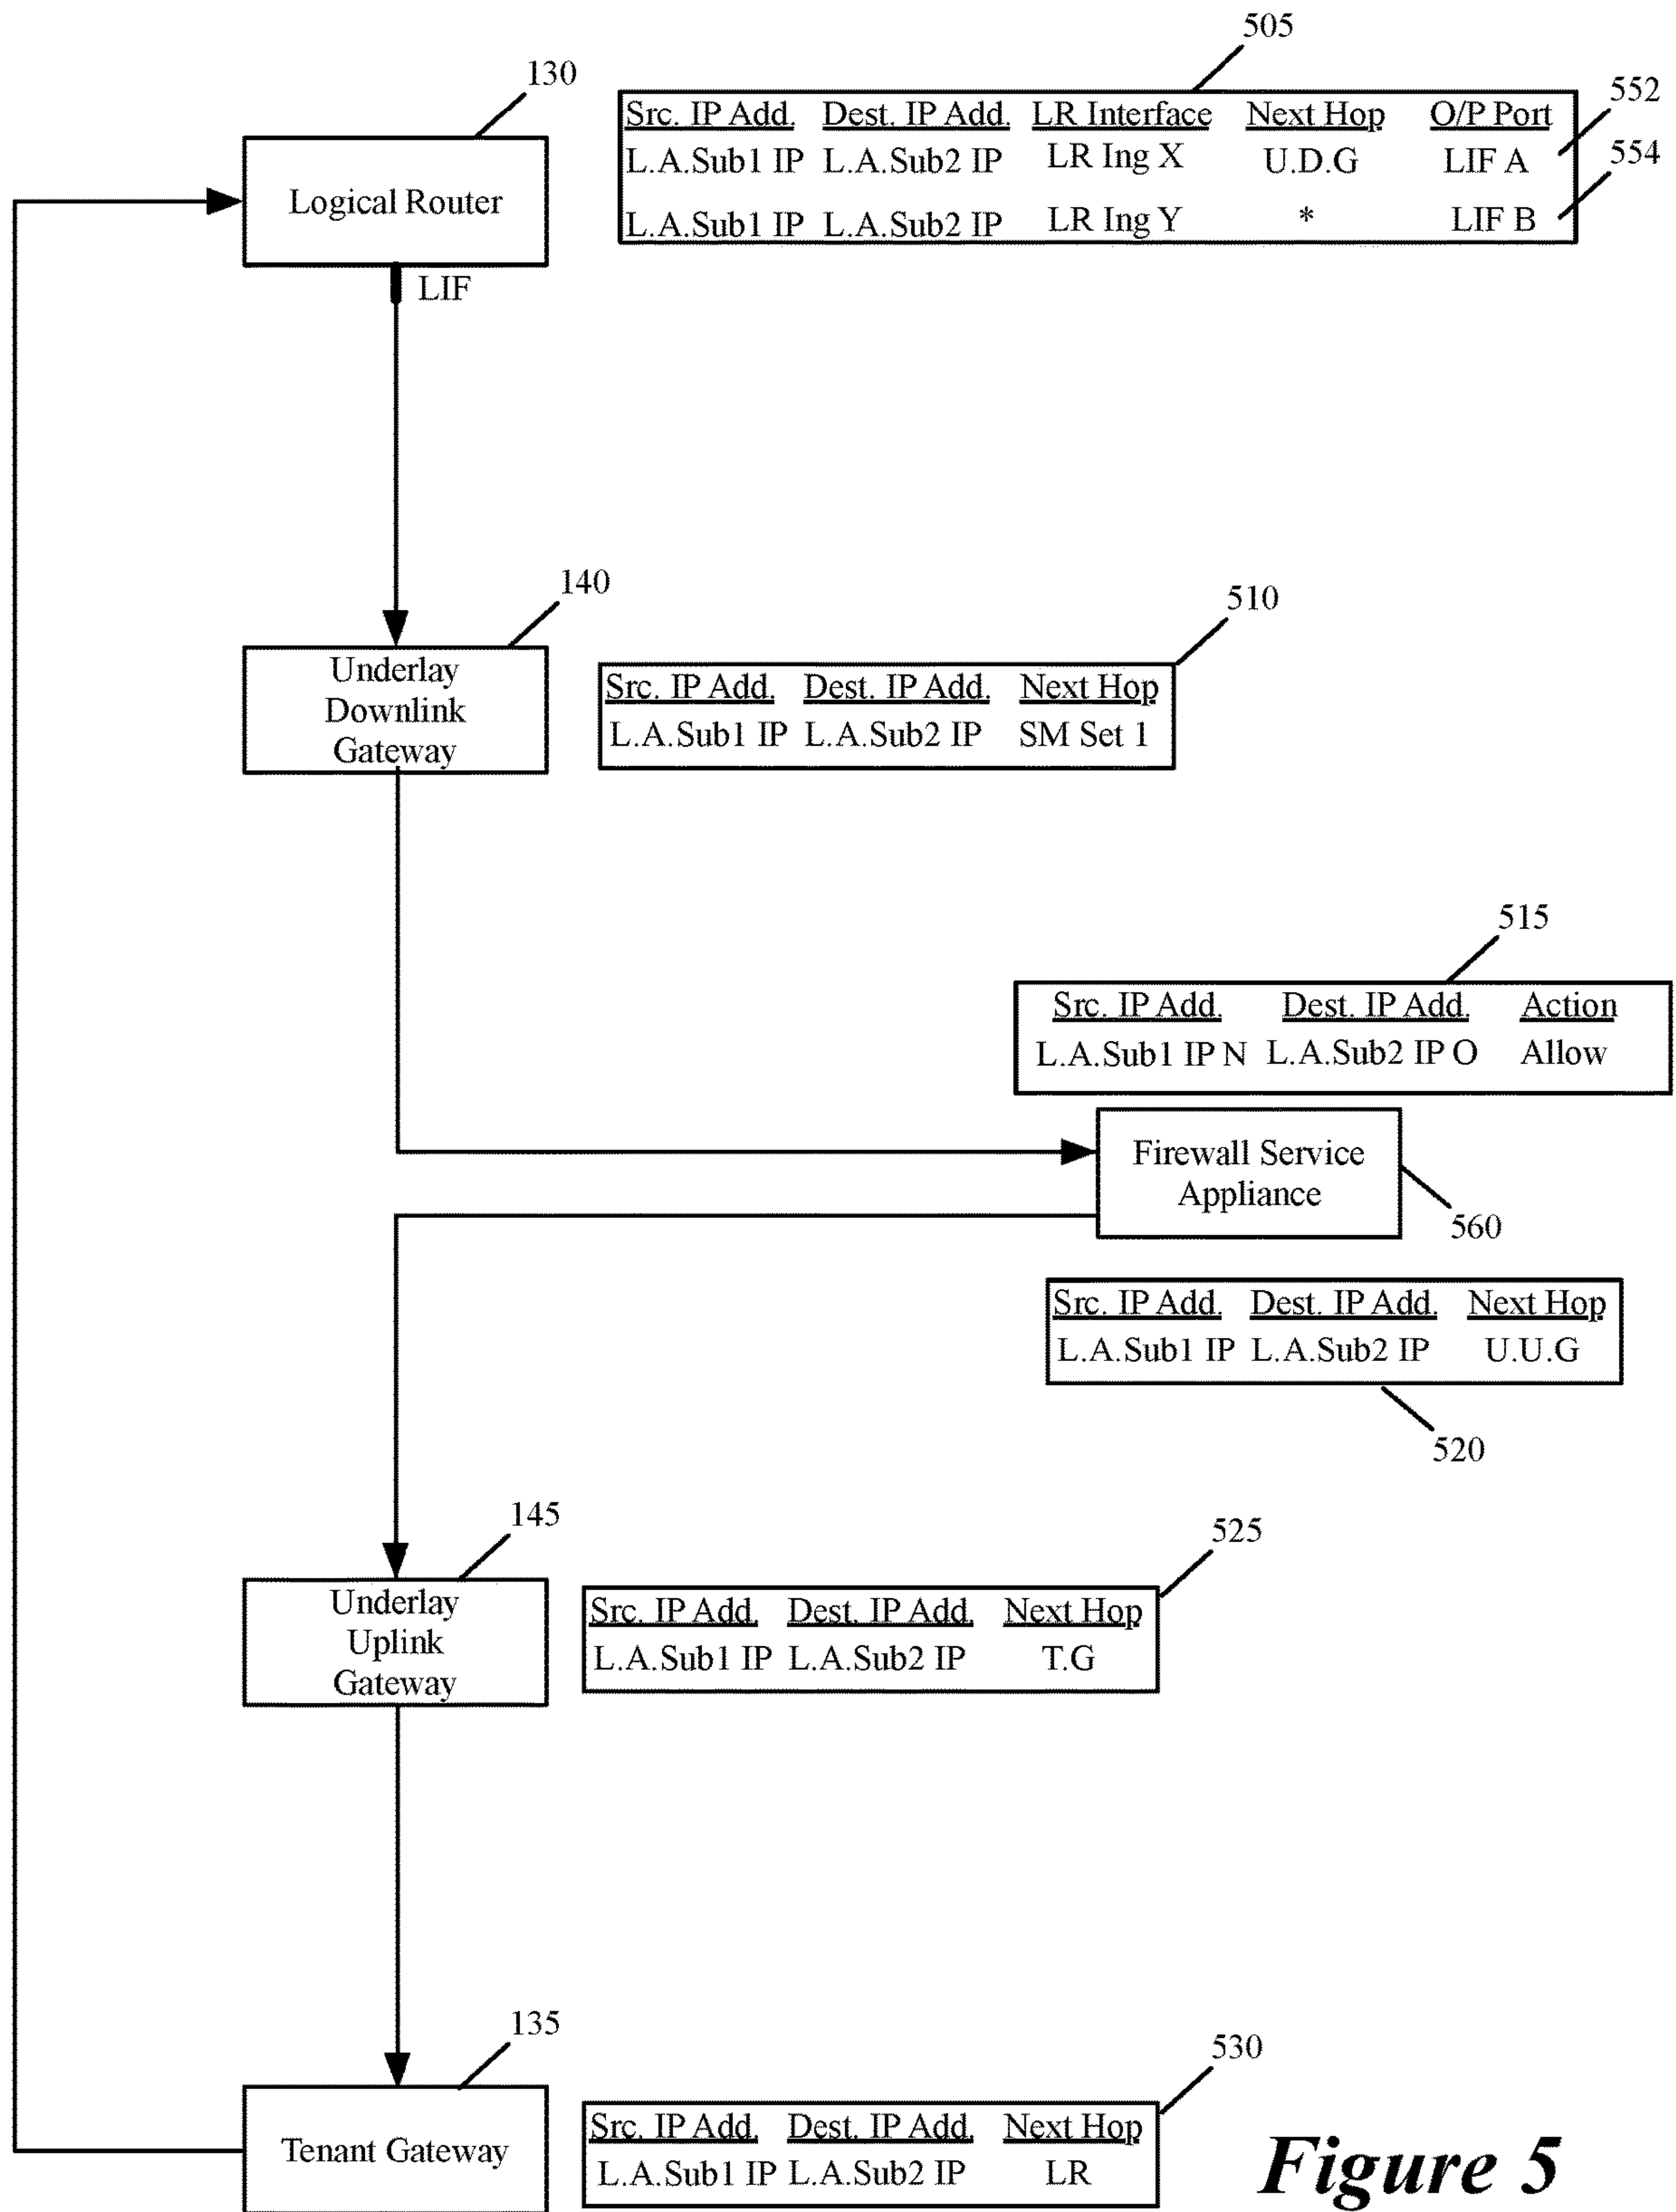 505
130
552
Src. IP Add. Dest. IP Add. LR Interface Next Hop O/P Port
L.A.Sub1 IP L.A.Sub2 IP LR Ing X U.D.G LIF A
554
Logical Router
L.A.Sub1 IP L.A.Sub2 IP LR Ing Y * LIF B
LIF
140
510
Underlay
Downlink
Gateway
Src. IP Add. Dest. IP Add. Next Hop
L.A.Sub1 IP L.A.Sub2 IP SM Set 1
515
Src. IP Add. Dest. IP Add. Action
L.A.Sub1 IP N L.A.Sub2 IP O Allow
Firewall Service
Appliance
560
Src. IP Add. Dest. IP Add. Next Hop
L.A.Sub1 IP L.A.Sub2 IP U.U.G
520
145
525
Underlay
Uplink
Gateway
Src. IP Add. Dest. IP Add. Next Hop
L.A.Sub1 IP L.A.Sub2 IP T.G
135
530
Tenant Gateway
Src. IP Add. Dest. IP Add. Next Hop
L.A.Sub1 IP L.A.Sub2 IP LR
Figure 5